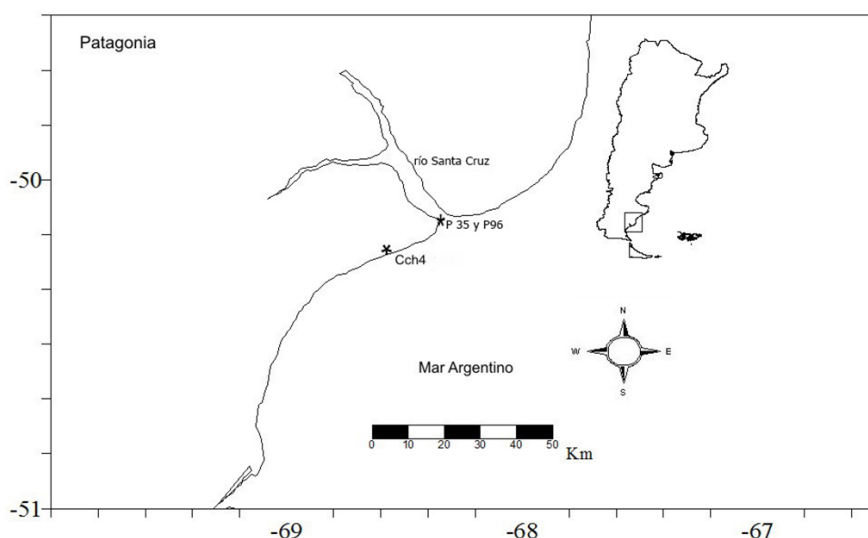 Patagonia
-50
río Santa Cruz
P 35 y P96
Cch4
N
W
E
S
Mar Argentino
0 10 20 30 40 50
Km
-51
-69
-68
-67